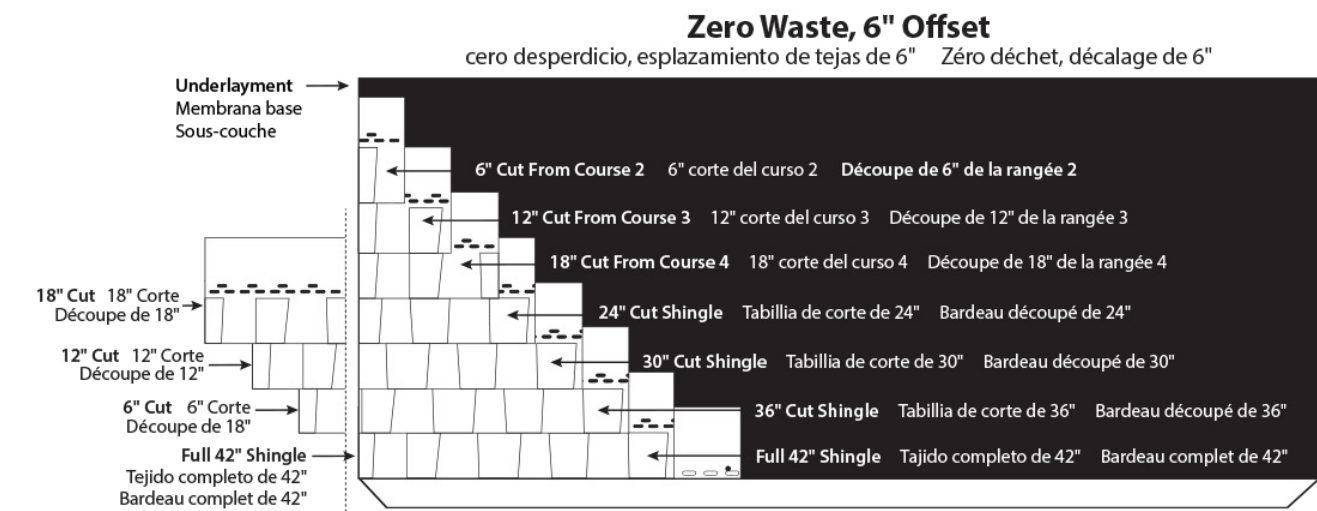 Zero Waste, 6" Offset
cero desperdicio, esplazamiento de tejas de 6" Zéro déchet, décalage de 6"
Underlayment
Membrana base
Sous-couche
6" Cut From Course 2 6" corte del curso 2 Découpe de 6" de la rangée 2
12" Cut From Course 3 12" corte del curso 3 Découpe de 12" de la rangée 3
18" Cut From Course 4 18" corte del curso 4 Découpe de 18" de la rangée 4
18" Cut 18" Corte
Découpe de 18"
24" Cut Shingle Tabillia de corte de 24" Bardeau découpé de 24"
12" Cut 12" Corte
Découpe de 12"
30" Cut Shingle Tabillia de corte de 30" Bardeau découpé de 30"
6" Cut 6" Corte
Découpe de 18"
36" Cut Shingle Tabillia de corte de 36" Bardeau découpé de 36"
Full 42" Shingle
Tejido completo de 42"
Bardeau complet de 42"
Full 42" Shingle Tajido completo de 42" Bardeau complet de 42"